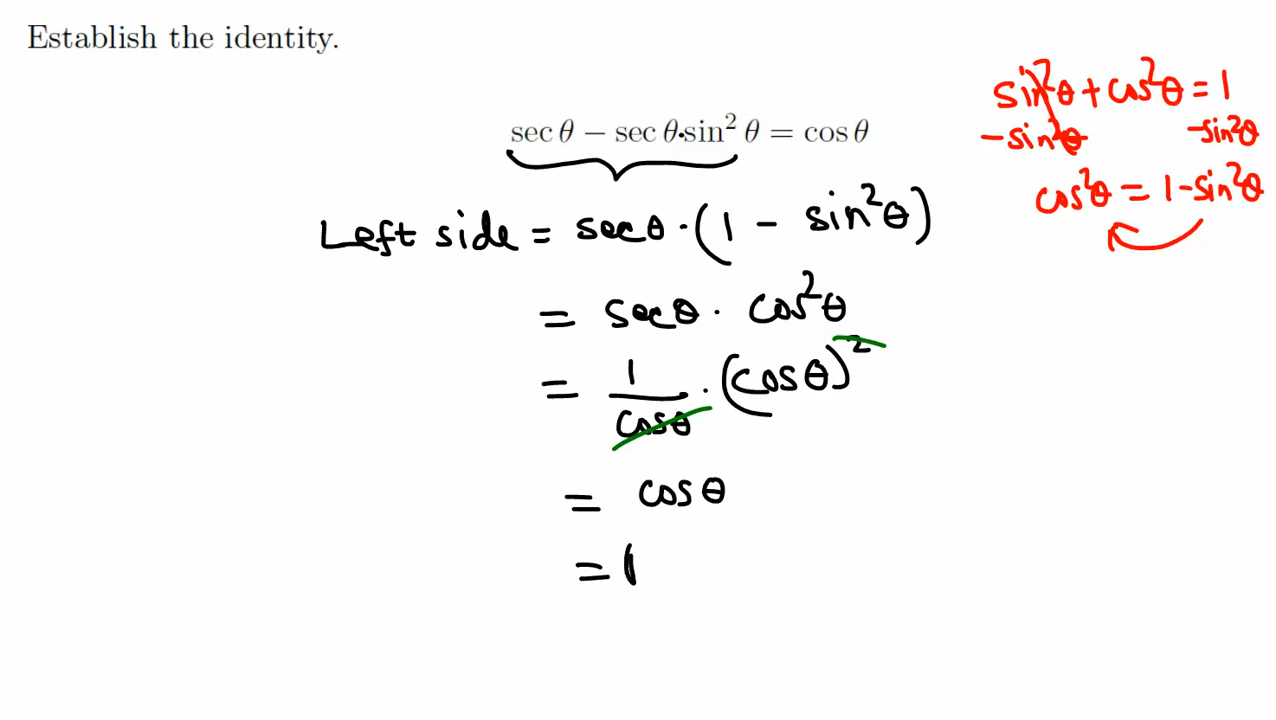 Establish the identity.
sec θ − sec θ·sin² θ = cos θ
sin²θ + cos²θ = 1
−sin²θ −sin²θ
cos²θ = 1 − sin²θ
Left side = secθ · (1 − sin²θ)
= secθ · cos²θ
= 1/cosθ · (cosθ)²
= cosθ
=